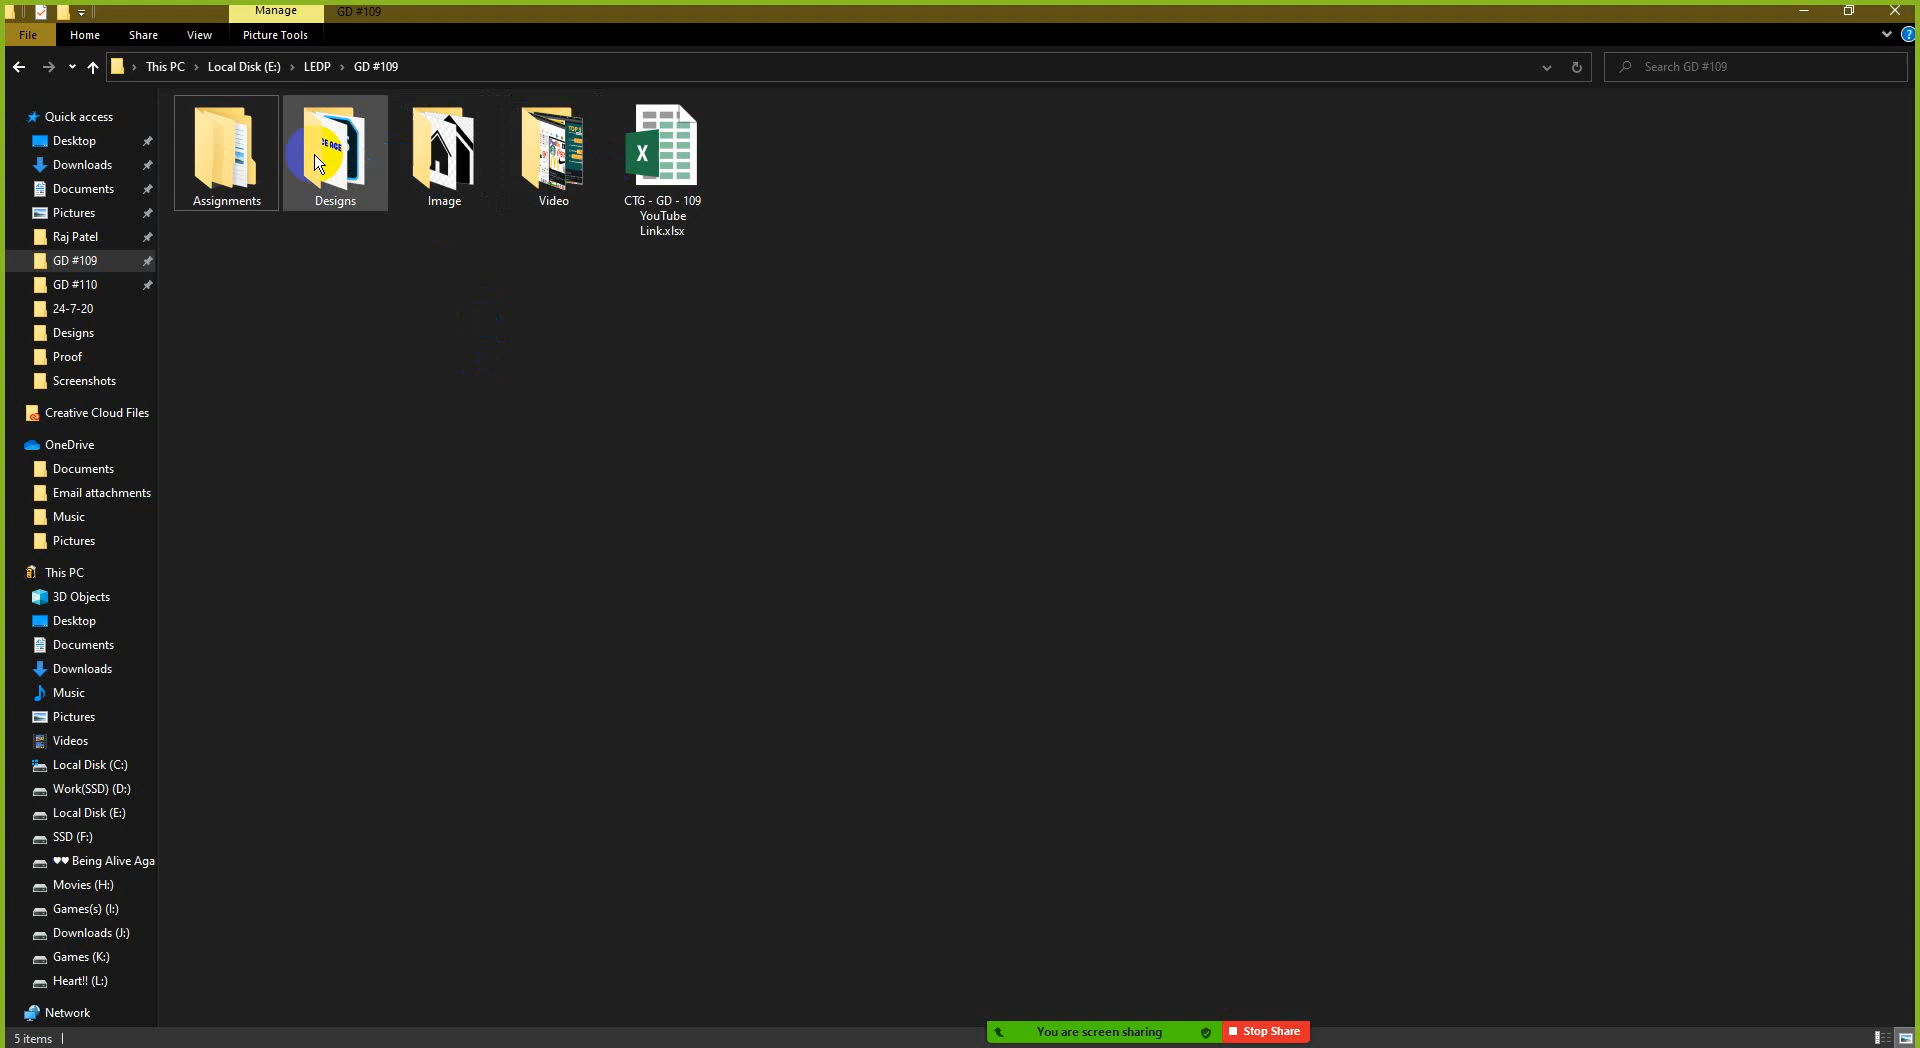 Manage
GD #109
File
Home
Share
View
Picture Tools
This PC › Local Disk (E:) › LEDP › GD #109
Search GD #109
Quick access
Desktop
Downloads
Documents
Pictures
Raj Patel
GD #109
GD #110
24-7-20
Designs
Proof
Screenshots
Creative Cloud Files
OneDrive
Documents
Email attachments
Music
Pictures
This PC
3D Objects
Desktop
Documents
Downloads
Music
Pictures
Videos
Local Disk (C:)
Work(SSD) (D:)
Local Disk (E:)
SSD (F:)
♥♥ Being Alive Aga
Movies (H:)
Games(s) (I:)
Downloads (J:)
Games (K:)
Heart!! (L:)
Network
Assignments
Designs
Image
Video
CTG - GD - 109
YouTube
Link.xlsx
5 items
You are screen sharing
Stop Share